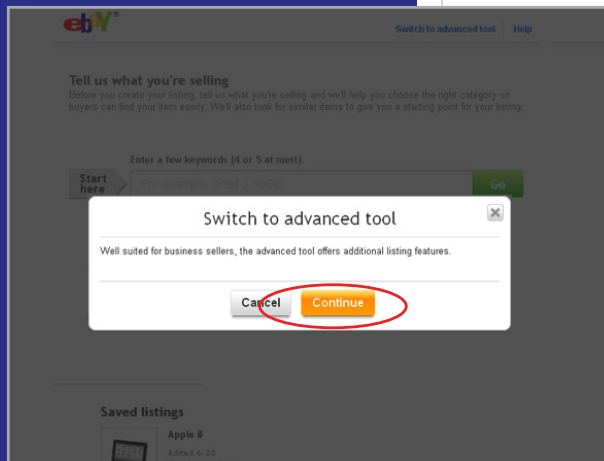 ebY
Switch to advanced tool Help
Tell us what you're selling
Before you create your listing, tell us what you're selling and we'll help you choose the right category so
buyers can find your item easily. We'll also look for similar items to give you a starting point for your listing.
Enter a few keywords (4 or 5 at most).
Start
here
For example: iPad 2 16GB
Go
Switch to advanced tool
Well suited for business sellers, the advanced tool offers additional listing features.
Cancel
Continue
Saved listings
Apple iF
Edited 6-20